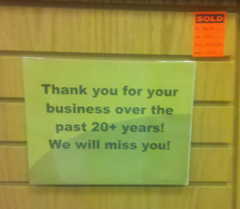 SOLD
Thank you for your
business over the
past 20+ years!
We will miss you!